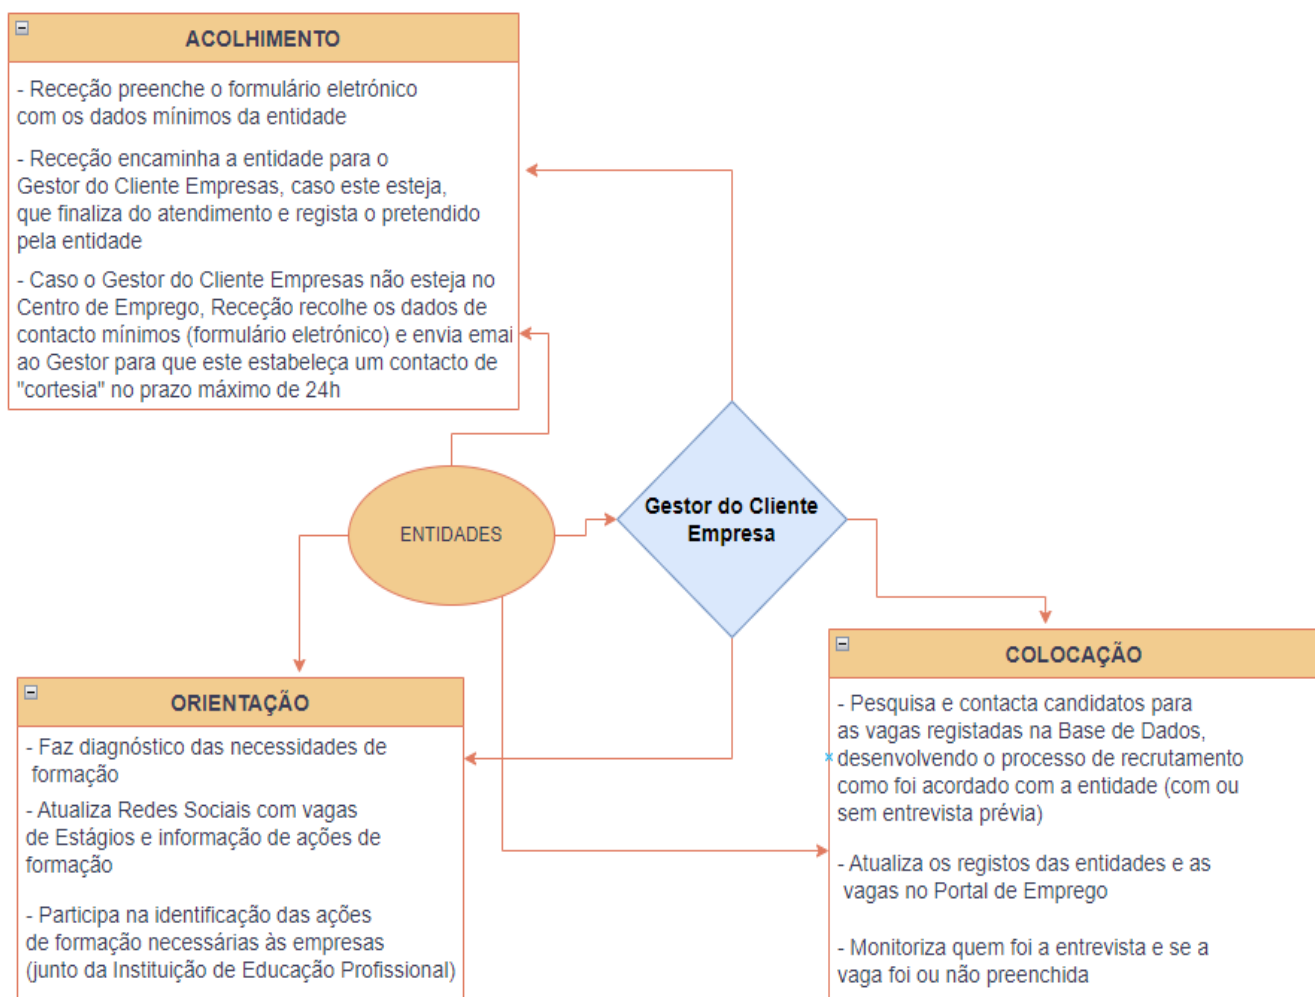 ACOLHIMENTO
- Receção preenche o formulário eletrónico
com os dados mínimos da entidade
- Receção encaminha a entidade para o
Gestor do Cliente Empresas, caso este esteja,
que finaliza do atendimento e regista o pretendido
pela entidade
- Caso o Gestor do Cliente Empresas não esteja no
Centro de Emprego, Receção recolhe os dados de
contacto mínimos (formulário eletrónico) e envia emai
ao Gestor para que este estabeleça um contacto de
"cortesia" no prazo máximo de 24h
ENTIDADES
Gestor do Cliente
Empresa
ORIENTAÇÃO
- Faz diagnóstico das necessidades de
formação
- Atualiza Redes Sociais com vagas
de Estágios e informação de ações de
formação
- Participa na identificação das ações
de formação necessárias às empresas
(junto da Instituição de Educação Profissional)
COLOCAÇÃO
- Pesquisa e contacta candidatos para
as vagas registadas na Base de Dados,
desenvolvendo o processo de recrutamento
como foi acordado com a entidade (com ou
sem entrevista prévia)
- Atualiza os registos das entidades e as
vagas no Portal de Emprego
- Monitoriza quem foi a entrevista e se a
vaga foi ou não preenchida